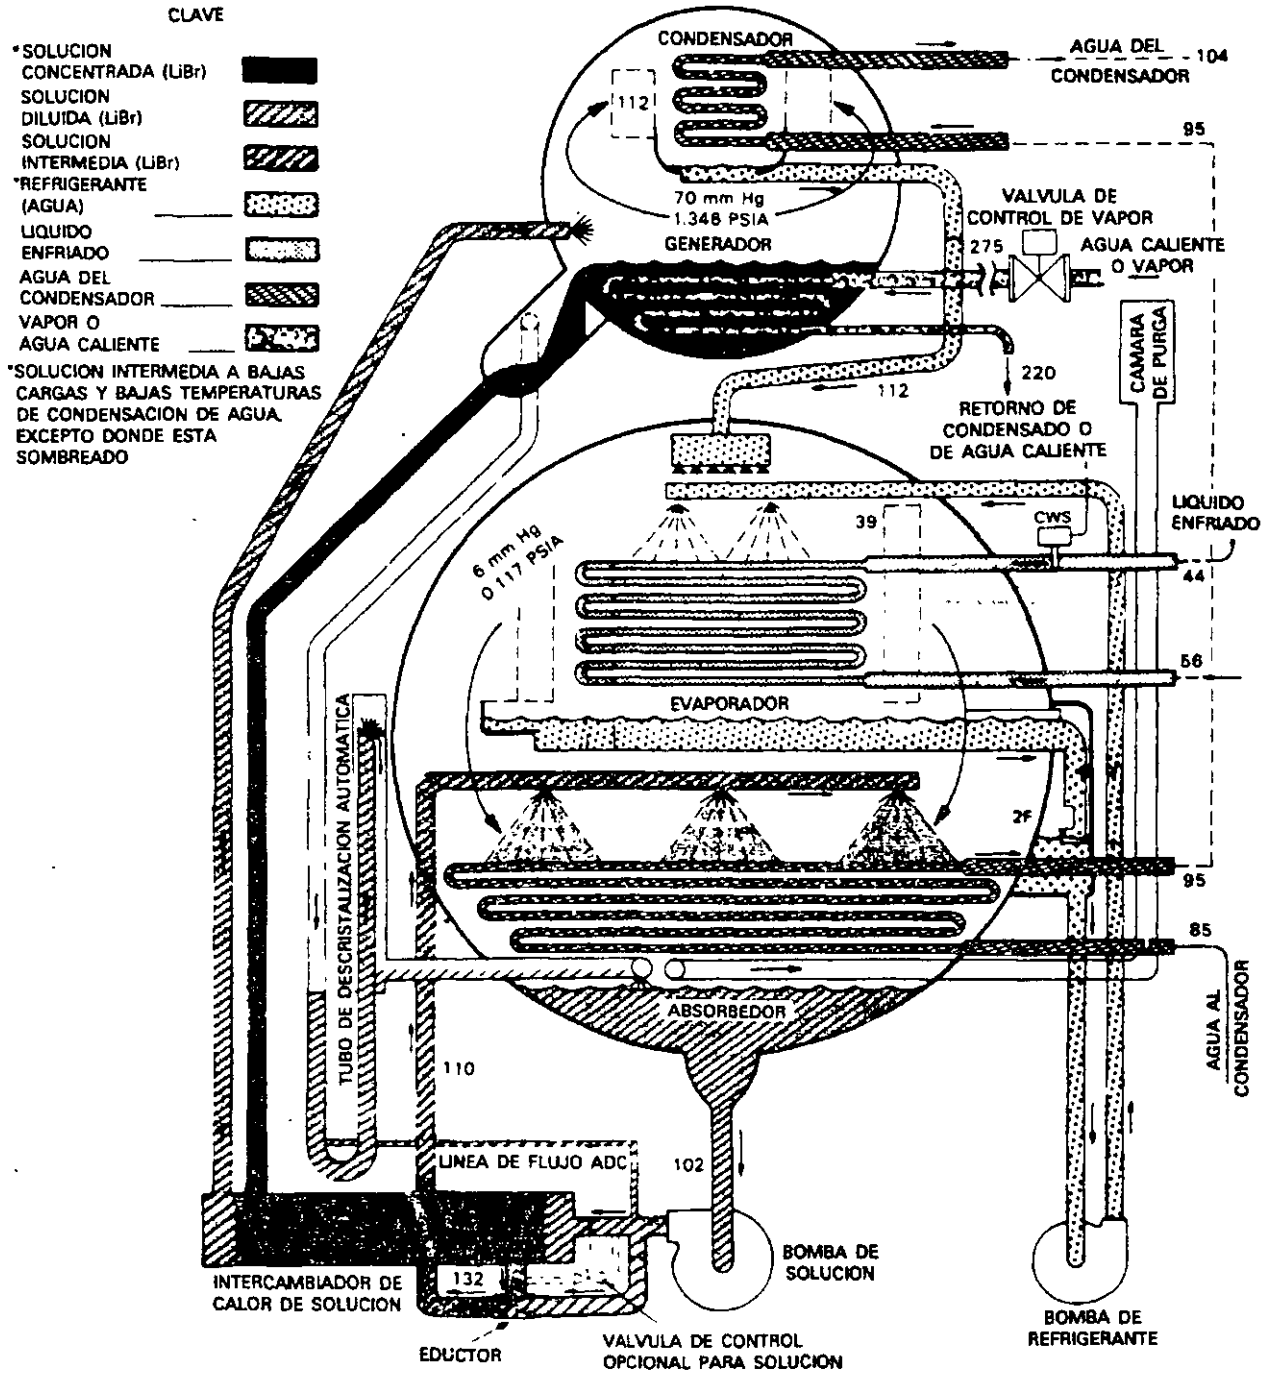 CLAVE
*SOLUCION
CONCENTRADA (LiBr)
SOLUCION
DILUIDA (LiBr)
SOLUCION
INTERMEDIA (LiBr)
*REFRIGERANTE
(AGUA)
LIQUIDO
ENFRIADO
AGUA DEL
CONDENSADOR
VAPOR O
AGUA CALIENTE
*SOLUCION INTERMEDIA A BAJAS
CARGAS Y BAJAS TEMPERATURAS
DE CONDENSACION DE AGUA,
EXCEPTO DONDE ESTA
SOMBREADO
CONDENSADOR
112
AGUA DEL
CONDENSADOR
104
95
70 mm Hg
1.348 PSIA
GENERADOR
VALVULA DE
CONTROL DE VAPOR
275
AGUA CALIENTE
O VAPOR
CAMARA
DE PURGA
220
112
RETORNO DE
CONDENSADO O
DE AGUA CALIENTE
39
CWS
LIQUIDO
ENFRIADO
44
6 mm Hg
0.117 PSIA
56
EVAPORADOR
TUBO DE DESCRISTALIZACION AUTOMATICA
2F
95
85
ABSORBEDOR
AGUA AL
CONDENSADOR
110
LINEA DE FLUJO ADC
102
132
INTERCAMBIADOR DE
CALOR DE SOLUCION
BOMBA DE
SOLUCION
BOMBA DE
REFRIGERANTE
EDUCTOR
VALVULA DE CONTROL
OPCIONAL PARA SOLUCION